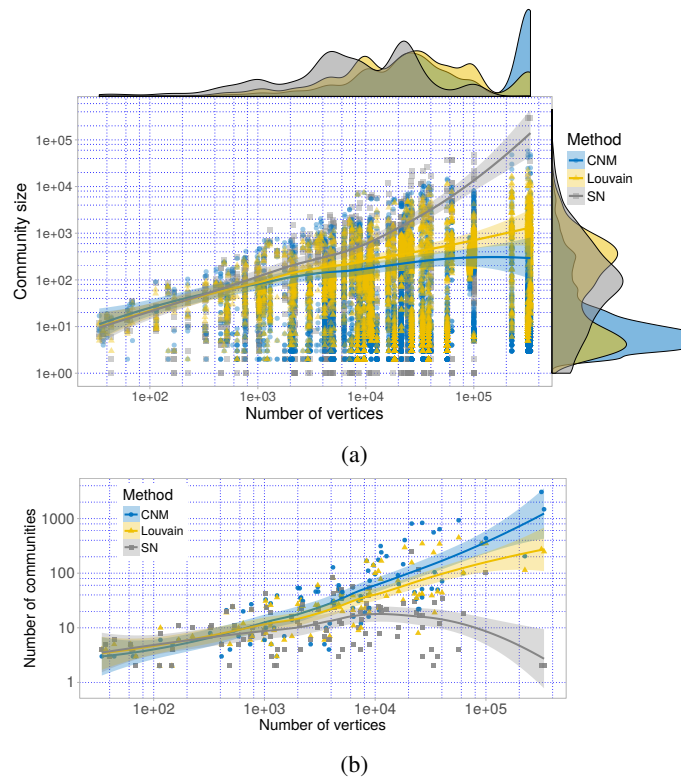 1e+05
1e+04
1e+03
1e+02
1e+01
1e+00
Community size
1e+02 1e+03 1e+04 1e+05
Number of vertices
Method
CNM
Louvain
SN
(a)
1000
100
10
1
Number of communities
Method
CNM
Louvain
SN
1e+02 1e+03 1e+04 1e+05
Number of vertices
(b)